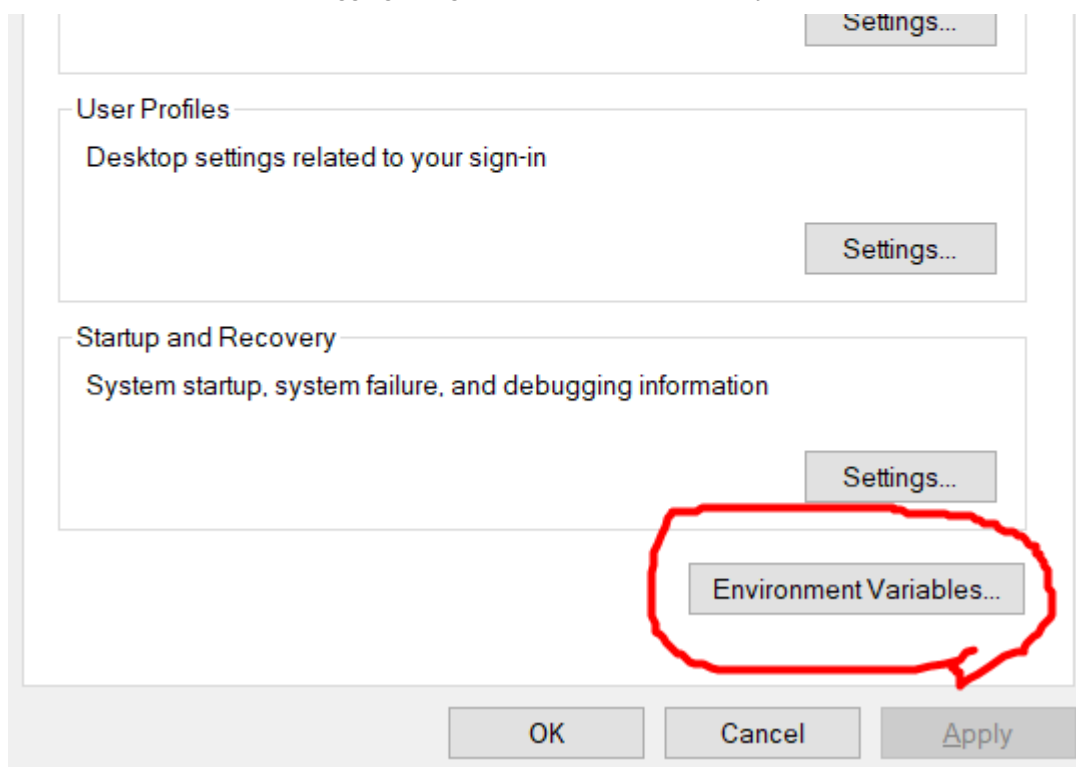 Settings...
User Profiles
Desktop settings related to your sign-in
Settings...
Startup and Recovery
System startup, system failure, and debugging information
Settings...
Environment Variables...
OK Cancel Apply